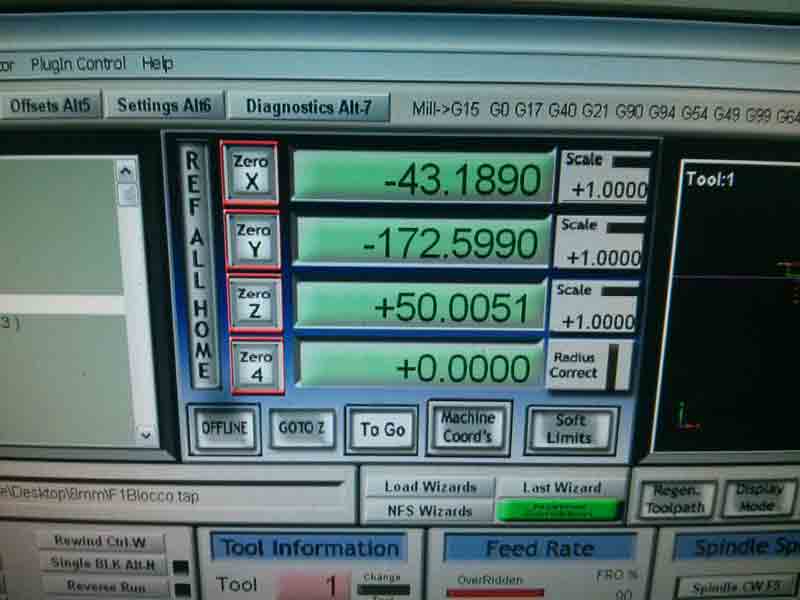 or PlugIn Control Help
Offsets Alt5 Settings Alt6 Diagnostics Alt-7 Mill->G15 G0 G17 G40 G21 G90 G94 G54 G49 G99 G64
REF ALL HOME
Zero X -43.1890 Scale +1.0000
Zero Y -172.5990 Scale +1.0000
Zero Z +50.0051 Scale +1.0000
Zero 4 +0.0000 Radius Correct
Tool:1
3)
OFFLINE GOTO Z To Go Machine Coord's Soft Limits
e\Desktop\8mm\F1Blocco.tap
Load Wizards Last Wizard
NFS Wizards
Regen. Toolpath Display Mode
Rewind Ctrl-W
Single BLK Alt-N
Reverse Run
Tool Information Feed Rate Spindle Sp
Tool 1 Change
OverRidden FRO %
90
Spindle CW F5